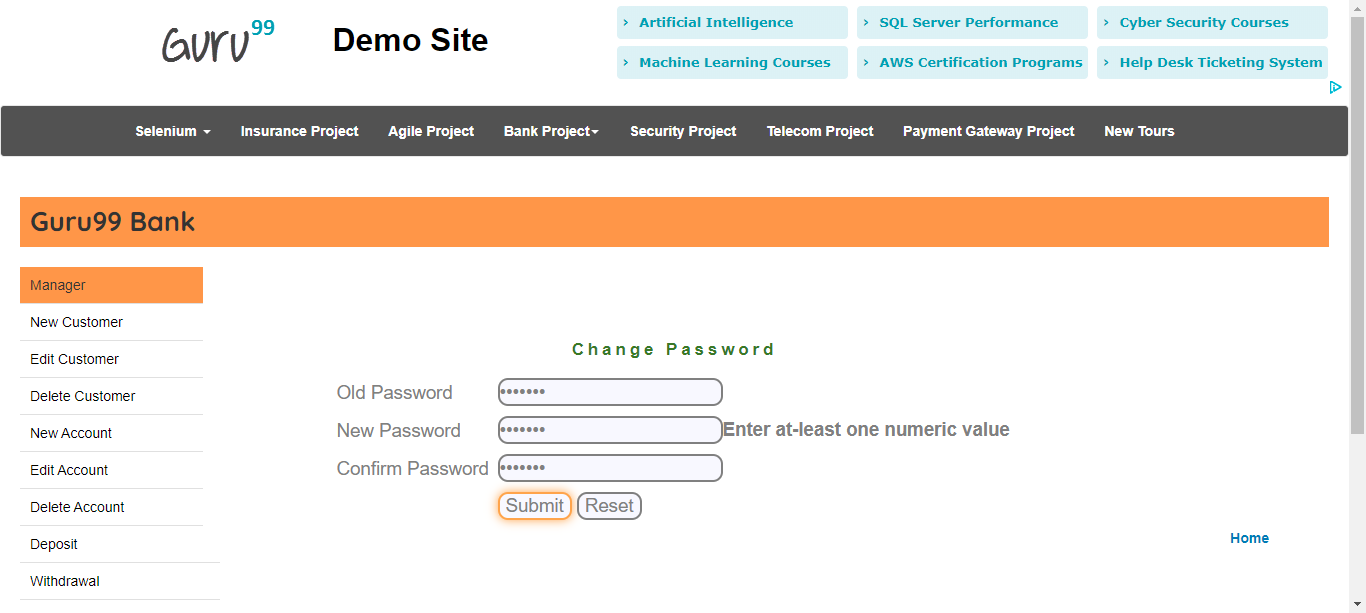 Guru99 Demo Site
› Artificial Intelligence › SQL Server Performance › Cyber Security Courses
› Machine Learning Courses › AWS Certification Programs › Help Desk Ticketing System
Selenium Insurance Project Agile Project Bank Project Security Project Telecom Project Payment Gateway Project New Tours
Guru99 Bank
Manager
New Customer
Edit Customer
Delete Customer
New Account
Edit Account
Delete Account
Deposit
Withdrawal
Change Password
Old Password •••••••
New Password ••••••• Enter at-least one numeric value
Confirm Password •••••••
Submit Reset
Home